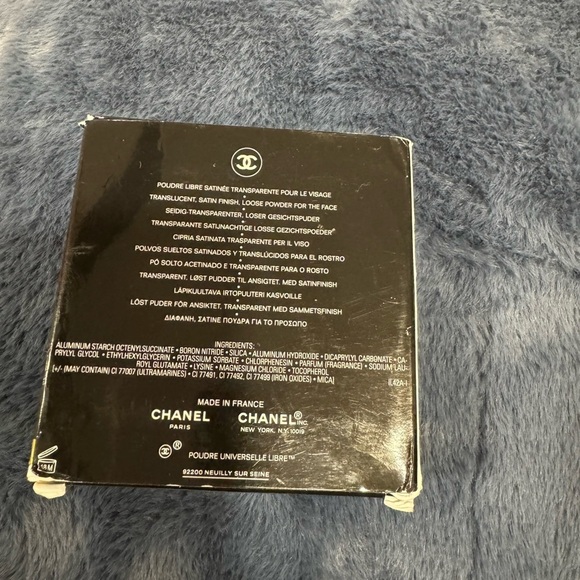 POUDRE LIBRE SATINÉE TRANSPARENTE POUR LE VISAGE
TRANSLUCENT, SATIN FINISH, LOOSE POWDER FOR THE FACE
SEIDIG-TRANSPARENTER, LOSER GESICHTSPUDER
TRANSPARANTE SATIJNACHTIGE LOSSE GEZICHTSPOEDER
CIPRIA SATINATA TRASPARENTE PER IL VISO
POLVOS SUELTOS SATINADOS Y TRANSLÚCIDOS PARA EL ROSTRO
PÓ SOLTO ACETINADO E TRANSPARENTE PARA O ROSTO
TRANSPARENT, LØST PUDDER TIL ANSIGTET. MED SATINFINISH
LÄPIKUULTAVA IRTOPUUTERI KASVOILLE
LÖST PUDER FÖR ANSIKTET, TRANSPARENT MED SAMMETSFINISH
ΔΙΑΦΑΝΗ, ΣΑΤΙΝΕ ΠΟΥΔΡΑ ΓΙΑ ΤΟ ΠΡΟΣΩΠΟ
INGREDIENTS:
ALUMINUM STARCH OCTENYLSUCCINATE • BORON NITRIDE • SILICA • ALUMINUM HYDROXIDE • DICAPRYLYL CARBONATE • CA-
PRYLYL GLYCOL • ETHYLHEXYLGLYCERIN • POTASSIUM SORBATE • CHLORPHENESIN • PARFUM (FRAGRANCE) • SODIUM LAU-
ROYL GLUTAMATE • LYSINE • MAGNESIUM CHLORIDE • TOCOPHEROL
[+/- (MAY CONTAIN) CI 77007 (ULTRAMARINES) • CI 77491, CI 77492, CI 77499 (IRON OXIDES) • MICA]
IL42A-1
MADE IN FRANCE
CHANEL CHANEL® INC.
PARIS NEW YORK, N.Y. 10019
®
POUDRE UNIVERSELLE LIBRE™
18M
92200 NEUILLY SUR SEINE